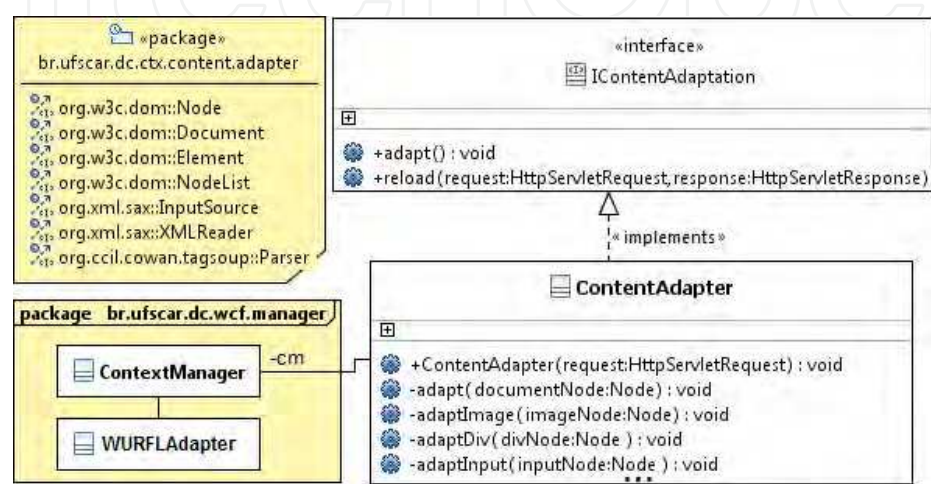 «package»
br.ufscar.dc.ctx.content.adapter
org.w3c.dom::Node
org.w3c.dom::Document
org.w3c.dom::Element
org.w3c.dom::NodeList
org.xml.sax::InputSource
org.xml.sax::XMLReader
org.ccil.cowan.tagsoup::Parser
«interface»
IContentAdaptation
+adapt() : void
+reload(request:HttpServletRequest,response:HttpServletResponse)
« implements »
package br.ufscar.dc.wcf.manager
ContextManager
-cm
WURFLAdapter
ContentAdapter
+ContentAdapter(request:HttpServletRequest) : void
-adapt(documentNode:Node): void
-adaptImage(imageNode:Node): void
-adaptDiv(divNode:Node ) : void
-adaptInput(inputNode:Node ) : void
...